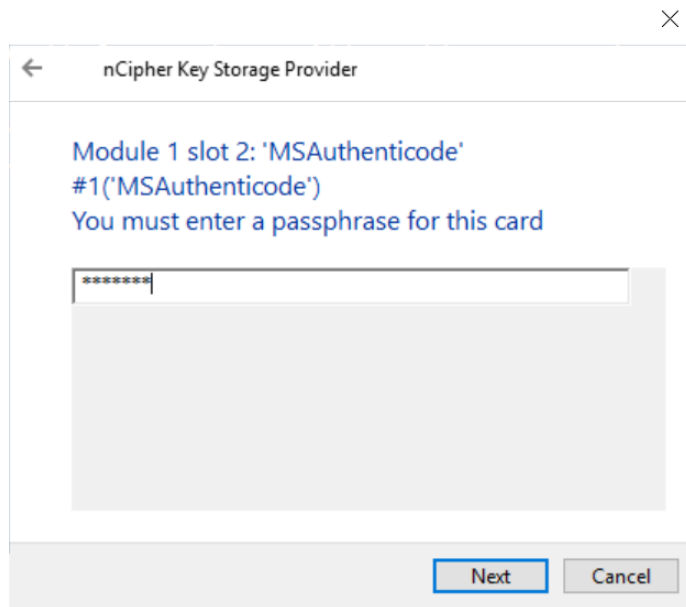 nCipher Key Storage Provider
Module 1 slot 2: 'MSAuthenticode'
#1('MSAuthenticode')
You must enter a passphrase for this card
*******
Next
Cancel